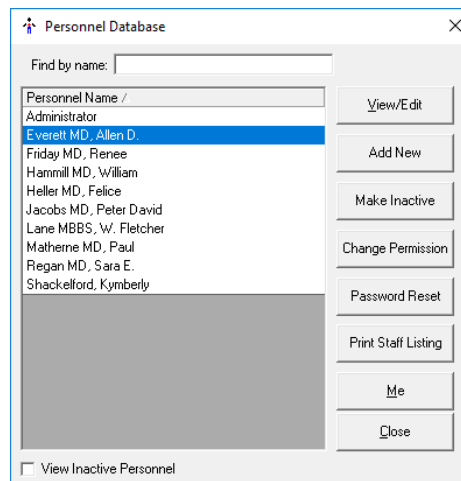 Personnel Database
Find by name:
Personnel Name /
Administrator
Everett MD, Allen D.
Friday MD, Renee
Hammill MD, William
Heller MD, Felice
Jacobs MD, Peter David
Lane MBBS, W. Fletcher
Matherne MD, Paul
Regan MD, Sara E.
Shackelford, Kymberly
View/Edit
Add New
Make Inactive
Change Permission
Password Reset
Print Staff Listing
Me
Close
View Inactive Personnel